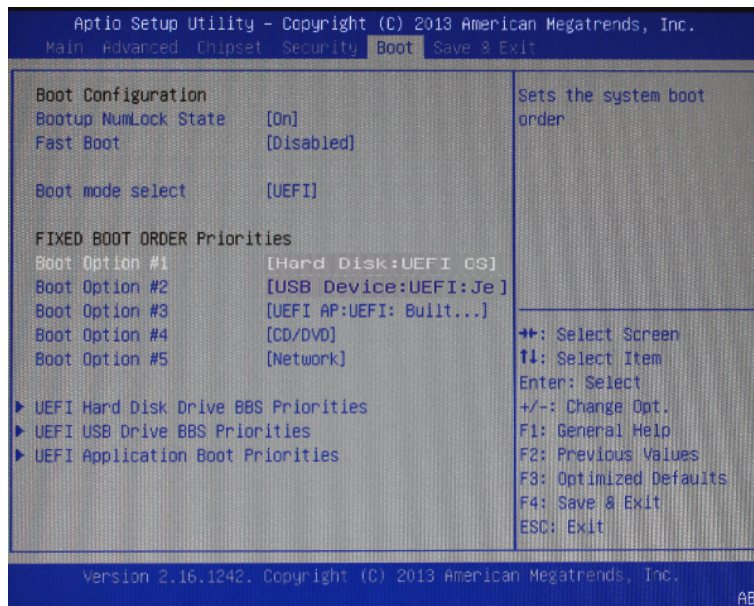 Aptio Setup Utility – Copyright (C) 2013 American Megatrends, Inc.
Main Advanced Chipset Security Boot Save & Exit
Boot Configuration
Bootup NumLock State [On]
Fast Boot [Disabled]
Boot mode select [UEFI]
FIXED BOOT ORDER Priorities
Boot Option #1 [Hard Disk:UEFI OS]
Boot Option #2 [USB Device:UEFI:Je]
Boot Option #3 [UEFI AP:UEFI: Built...]
Boot Option #4 [CD/DVD]
Boot Option #5 [Network]
UEFI Hard Disk Drive BBS Priorities
UEFI USB Drive BBS Priorities
UEFI Application Boot Priorities
Sets the system boot
order
→←: Select Screen
↑↓: Select Item
Enter: Select
+/-: Change Opt.
F1: General Help
F2: Previous Values
F3: Optimized Defaults
F4: Save & Exit
ESC: Exit
Version 2.16.1242. Copyright (C) 2013 American Megatrends, Inc.
AB